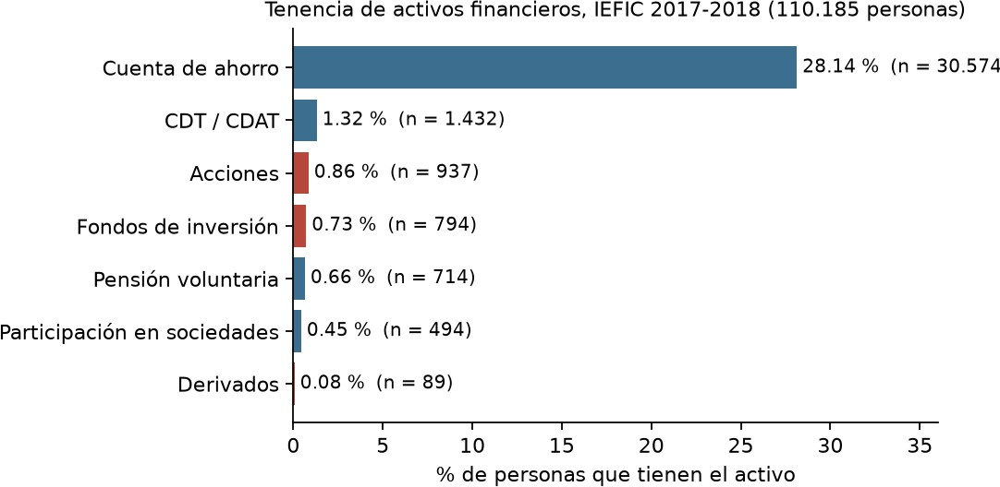 Tenencia de activos financieros, IEFIC 2017-2018 (110.185 personas)
Cuenta de ahorro 28.14 % (n = 30.574
CDT / CDAT 1.32 % (n = 1.432)
Acciones 0.86 % (n = 937)
Fondos de inversión 0.73 % (n = 794)
Pensión voluntaria 0.66 % (n = 714)
Participación en sociedades 0.45 % (n = 494)
Derivados 0.08 % (n = 89)
0 5 10 15 20 25 30 35
% de personas que tienen el activo